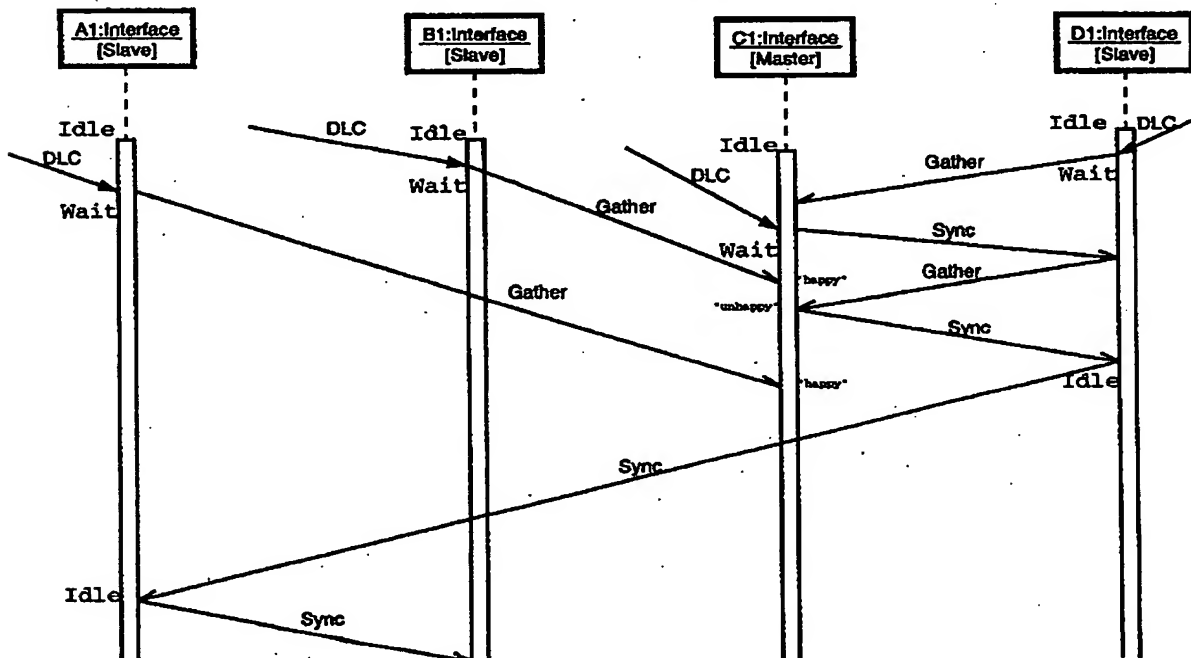 A1:Interface
[Slave]
B1:Interface
[Slave]
C1:Interface
[Master]
D1:Interface
[Slave]
Idle
DLC
Idle
Idle
DLC
DLC
Idle
Gather
Wait
Wait
DLC
Wait
Gather
Sync
Wait
Gather
"happy"
Gather
"unhappy"
Sync
"happy"
Idle
Sync
Idle
Sync